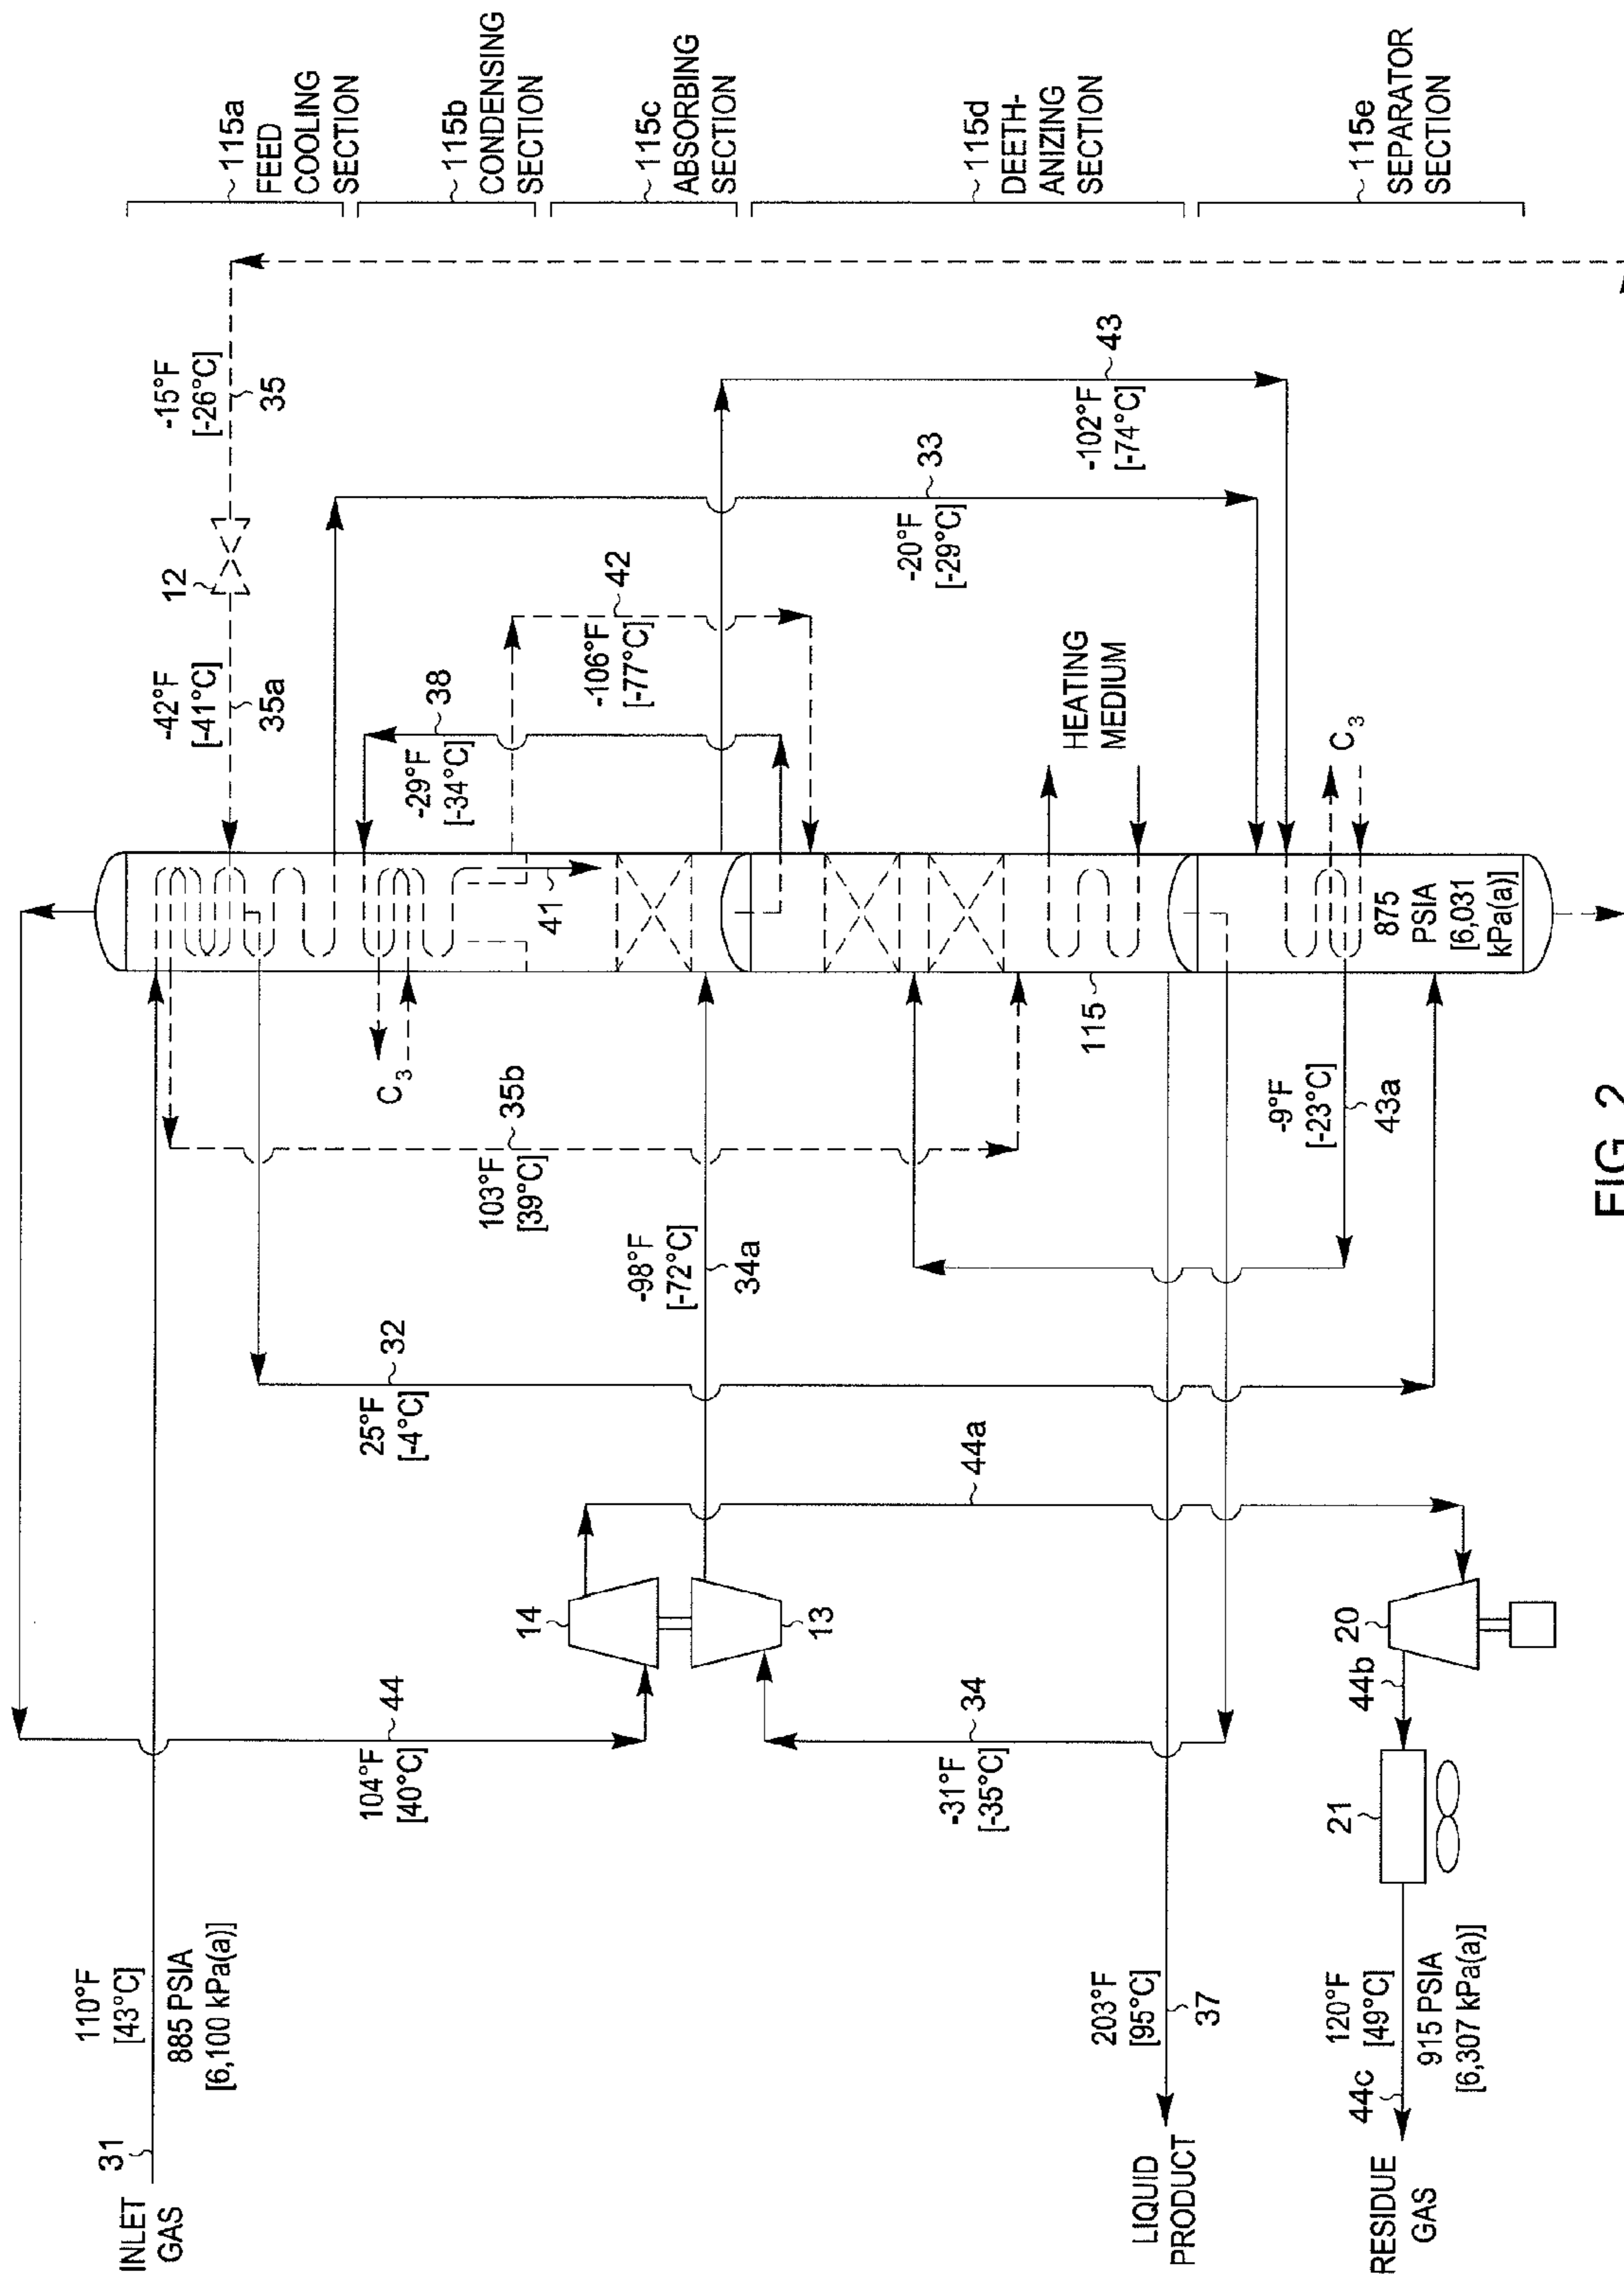 115a
FEED
COOLING
SECTION
115b
CONDENSING
SECTION
115c
ABSORBING
SECTION
115d
DEETH-
ANIZING
SECTION
115e
SEPARATOR
SECTION
-15°F
[-26°C]
35
12
-42°F
[-41°C]
35a
43
-102°F
[-74°C]
33
-20°F
[-29°C]
42
-106°F
[-77°C]
38
-29°F
[-34°C]
HEATING
MEDIUM
C3
41
875
PSIA
[6,031
kPa(a)]
115
C3
35b
103°F
[39°C]
-98°F
[-72°C]
34a
-9°F
[-23°C]
43a
32
25°F
[-4°C]
44a
14
13
20
44b
44
104°F
[40°C]
34
-31°F
[-35°C]
21
110°F
[43°C]
885 PSIA
[6,100 kPa(a)]
31
INLET
GAS
203°F
[95°C]
37
LIQUID
PRODUCT
120°F
[49°C]
915 PSIA
[6,307 kPa(a)]
44c
RESIDUE
GAS
FIG. 2